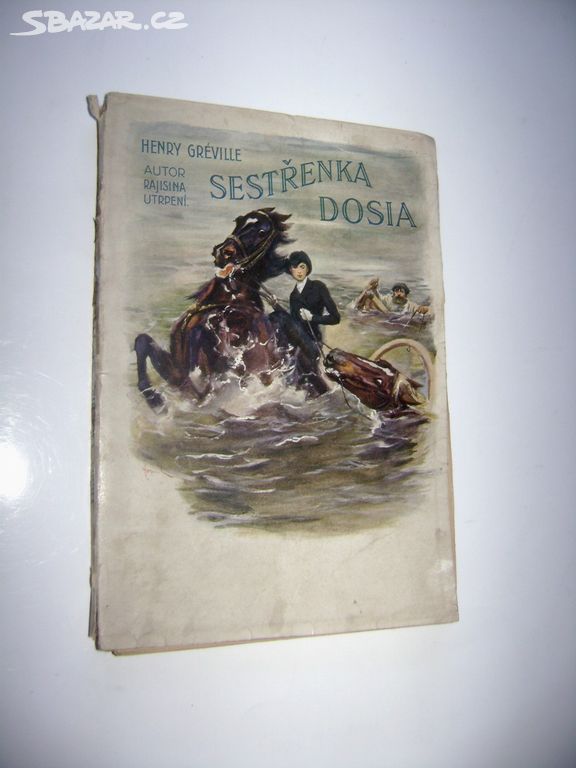 SBAZAR.CZ
HENRY GRÉVILLE
AUTOR
RAJISINA
UTRPENÍ.
SESTŘENKA
DOSIA